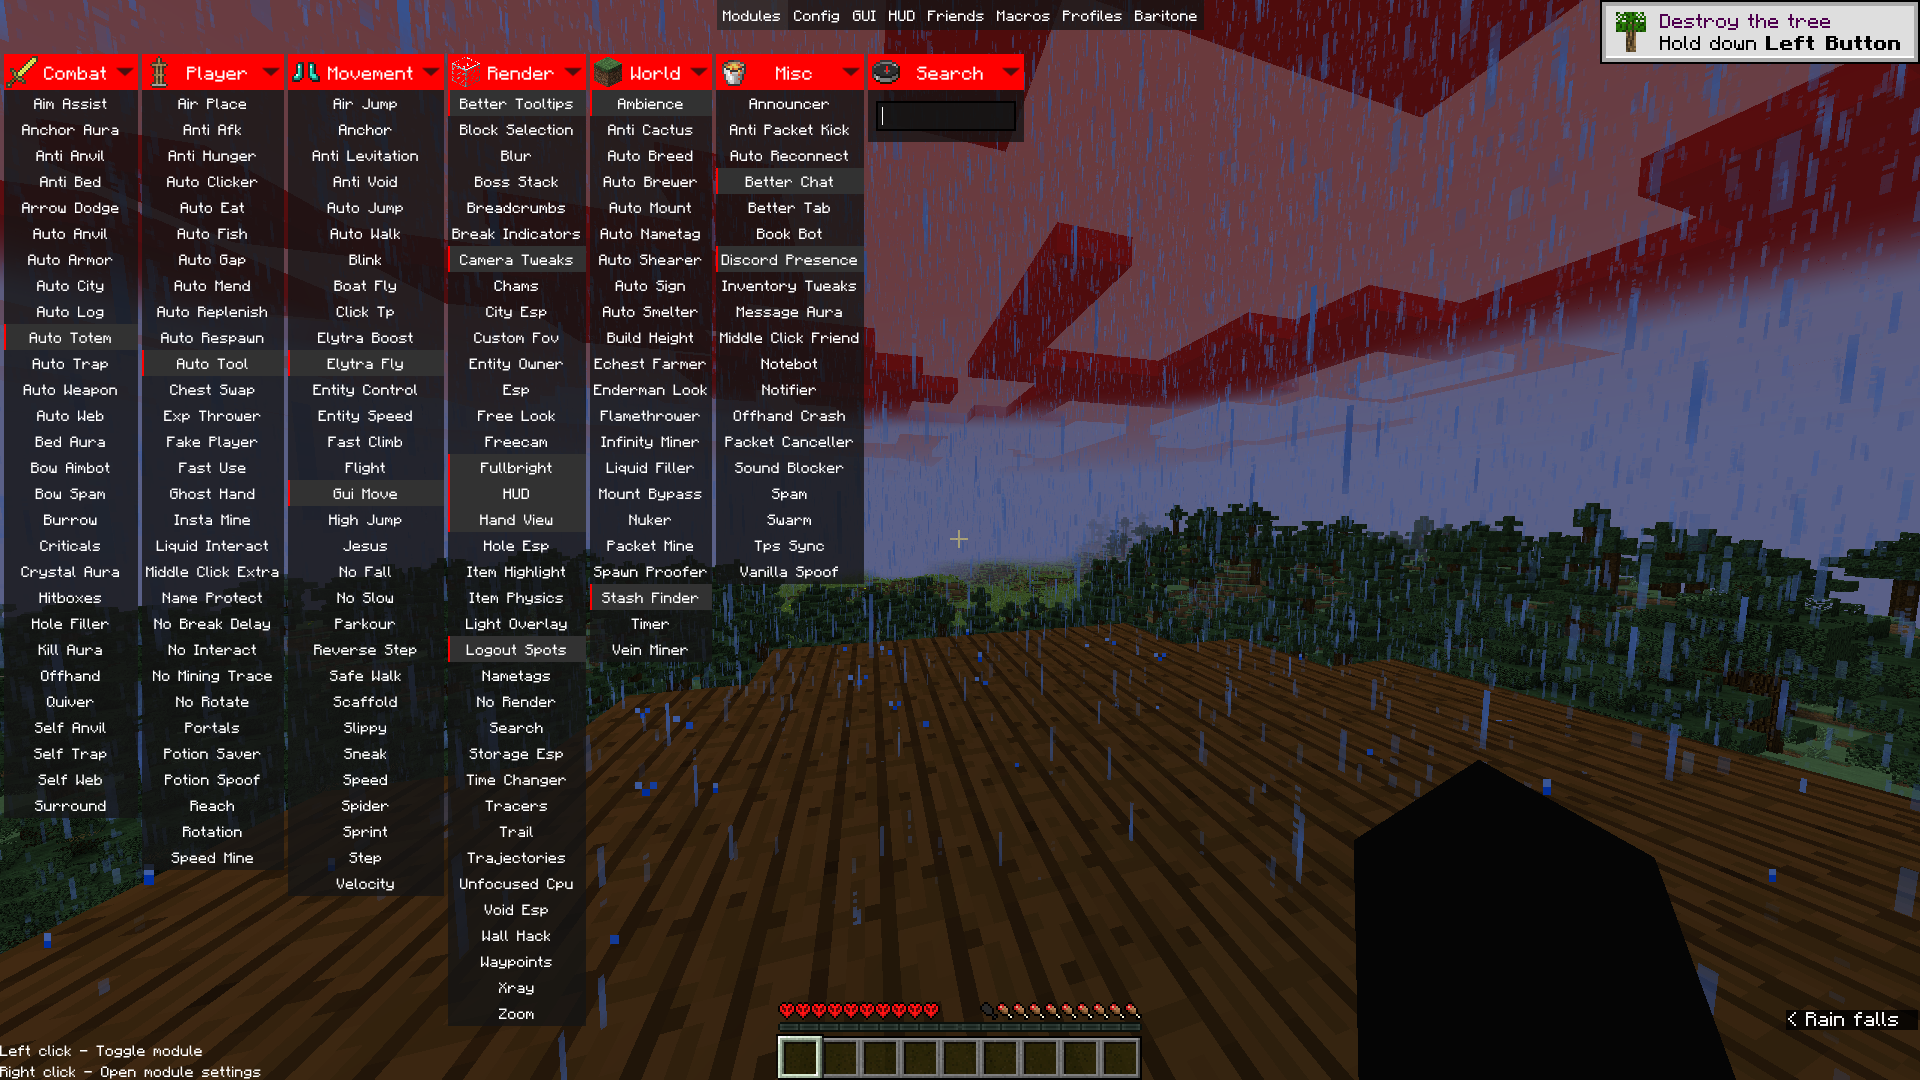 Modules Config GUI HUD Friends Macros Profiles Baritone
Destroy the tree
Hold down Left Button
Combat
Aim Assist
Anchor Aura
Anti Anvil
Anti Bed
Arrow Dodge
Auto Anvil
Auto Armor
Auto City
Auto Log
Auto Totem
Auto Trap
Auto Weapon
Auto Web
Bed Aura
Bow Aimbot
Bow Spam
Burrow
Criticals
Crystal Aura
Hitboxes
Hole Filler
Kill Aura
Offhand
Quiver
Self Anvil
Self Trap
Self Web
Surround
Player
Air Place
Anti Afk
Anti Hunger
Auto Clicker
Auto Eat
Auto Fish
Auto Gap
Auto Mend
Auto Replenish
Auto Respawn
Auto Tool
Chest Swap
Exp Thrower
Fake Player
Fast Use
Ghost Hand
Insta Mine
Liquid Interact
Middle Click Extra
Name Protect
No Break Delay
No Interact
No Mining Trace
No Rotate
Portals
Potion Saver
Potion Spoof
Reach
Rotation
Speed Mine
Movement
Air Jump
Anchor
Anti Levitation
Anti Void
Auto Jump
Auto Walk
Blink
Boat Fly
Click Tp
Elytra Boost
Elytra Fly
Entity Control
Entity Speed
Fast Climb
Flight
Gui Move
High Jump
Jesus
No Fall
No Slow
Parkour
Reverse Step
Safe Walk
Scaffold
Slippy
Sneak
Speed
Spider
Sprint
Step
Velocity
Render
Better Tooltips
Block Selection
Blur
Boss Stack
Breadcrumbs
Break Indicators
Camera Tweaks
Chams
City Esp
Custom Fov
Entity Owner
Esp
Free Look
Freecam
Fullbright
HUD
Hand View
Hole Esp
Item Highlight
Item Physics
Light Overlay
Logout Spots
Nametags
No Render
Search
Storage Esp
Time Changer
Tracers
Trail
Trajectories
Unfocused Cpu
Void Esp
Wall Hack
Waypoints
Xray
Zoom
World
Ambience
Anti Cactus
Auto Breed
Auto Brewer
Auto Mount
Auto Nametag
Auto Shearer
Auto Sign
Auto Smelter
Build Height
Echest Farmer
Enderman Look
Flamethrower
Infinity Miner
Liquid Filler
Mount Bypass
Nuker
Packet Mine
Spawn Proofer
Stash Finder
Timer
Vein Miner
Misc
Announcer
Anti Packet Kick
Auto Reconnect
Better Chat
Better Tab
Book Bot
Discord Presence
Inventory Tweaks
Message Aura
Middle Click Friend
Notebot
Notifier
Offhand Crash
Packet Canceller
Sound Blocker
Spam
Swarm
Tps Sync
Vanilla Spoof
Search
< Rain falls
Left click - Toggle module
Right click - Open module settings